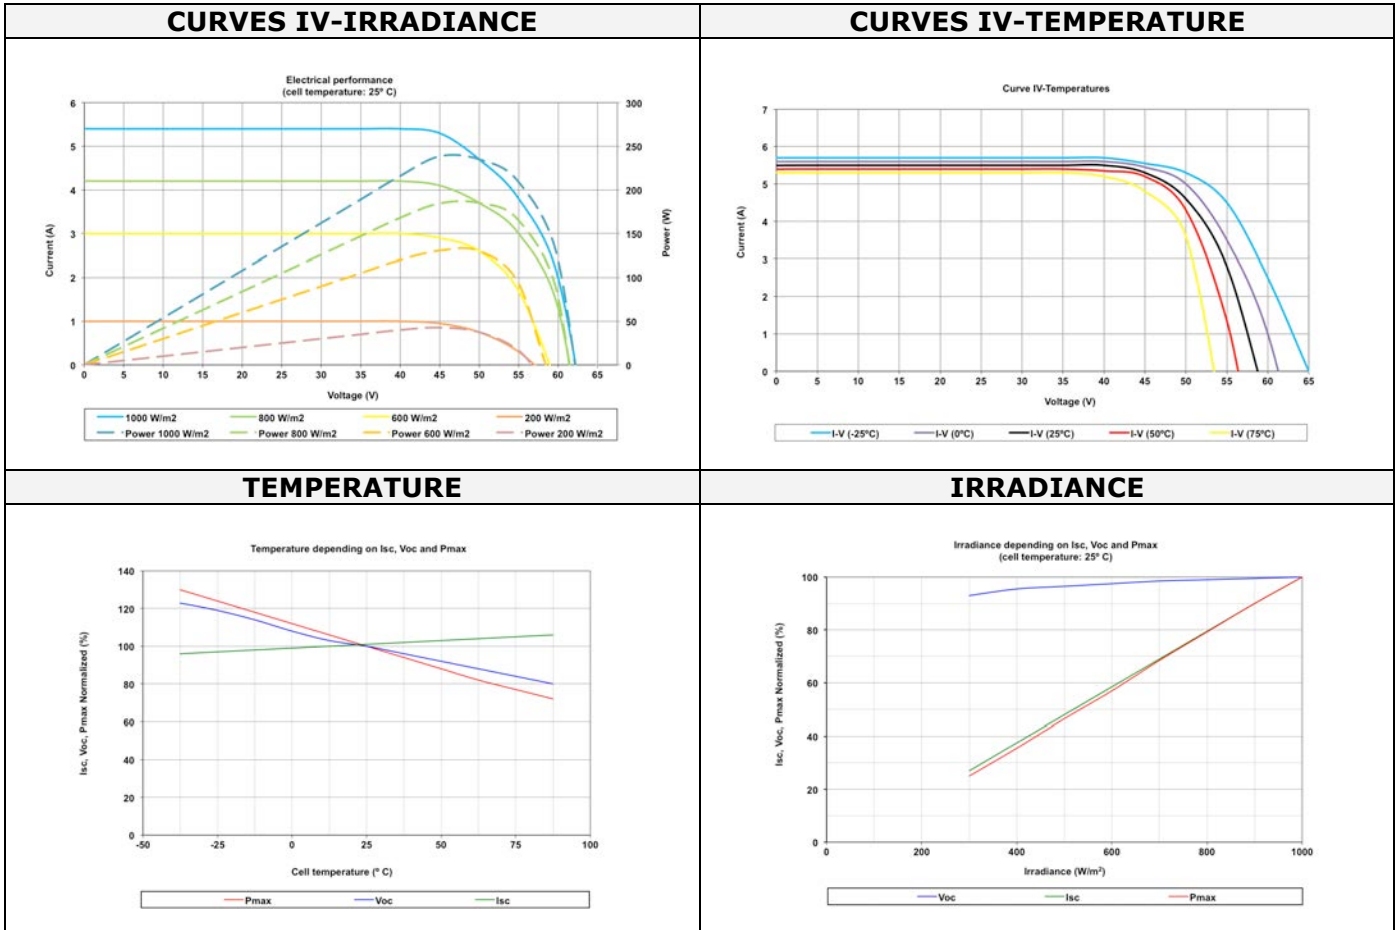 CURVES IV-IRRADIANCE
Electrical performance
(cell temperature: 25º C)
6
5
4
3
2
1
0
Current (A)
300
250
200
150
100
50
0
Power (W)
0 5 10 15 20 25 30 35 40 45 50 55 60 65
Voltage (V)
1000 W/m2 800 W/m2 600 W/m2 200 W/m2
Power 1000 W/m2 Power 800 W/m2 Power 600 W/m2 Power 200 W/m2
CURVES IV-TEMPERATURE
Curve IV-Temperatures
7
6
5
4
3
2
1
0
Current (A)
0 5 10 15 20 25 30 35 40 45 50 55 60 65
Voltage (V)
I-V (-25ºC) I-V (0ºC) I-V (25ºC) I-V (50ºC) I-V (75ºC)
TEMPERATURE
Temperature depending on Isc, Voc and Pmax
140
120
100
80
60
40
20
0
Isc, Voc, Pmax Normalized (%)
-50 -25 0 25 50 75 100
Cell temperature (º C)
Pmax Voc Isc
IRRADIANCE
Irradiance depending on Isc, Voc and Pmax
(cell temperature: 25º C)
100
80
60
40
20
0
Isc, Voc, Pmax Normalized (%)
0 200 400 600 800 1000
Irradiance (W/m²)
Voc Isc Pmax